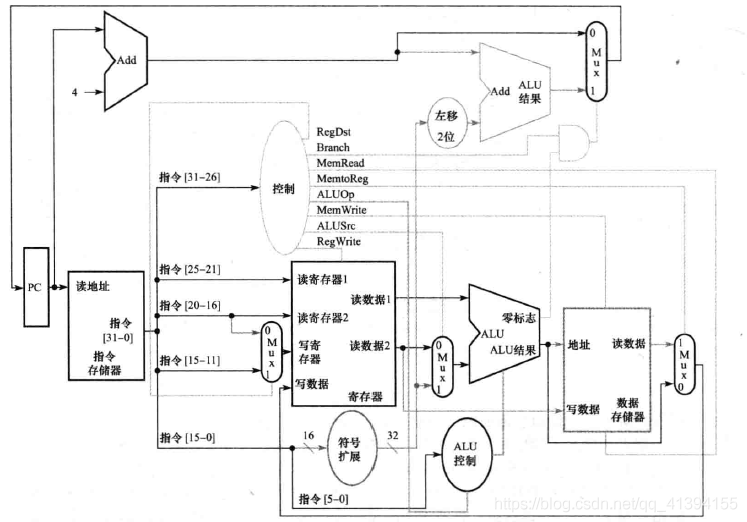 Add
4
0
Mux
1
Add
ALU
结果
左移
2位
RegDst
Branch
MemRead
MemtoReg
ALUOp
MemWrite
ALUSrc
RegWrite
控制
指令 [31-26]
指令 [25-21]
指令 [20-16]
指令 [15-11]
指令 [15-0]
指令 [5-0]
PC
读地址
指令
[31-0]
指令
存储器
0
Mux
1
读寄存器1
读寄存器2
写寄
存器
写数据
读数据1
读数据2
寄存器
0
Mux
1
零标志
ALU
ALU结果
地址
读数据
写数据
数据
存储器
1
Mux
0
16
符号
扩展
32
ALU
控制
https://blog.csdn.net/qq_41394155